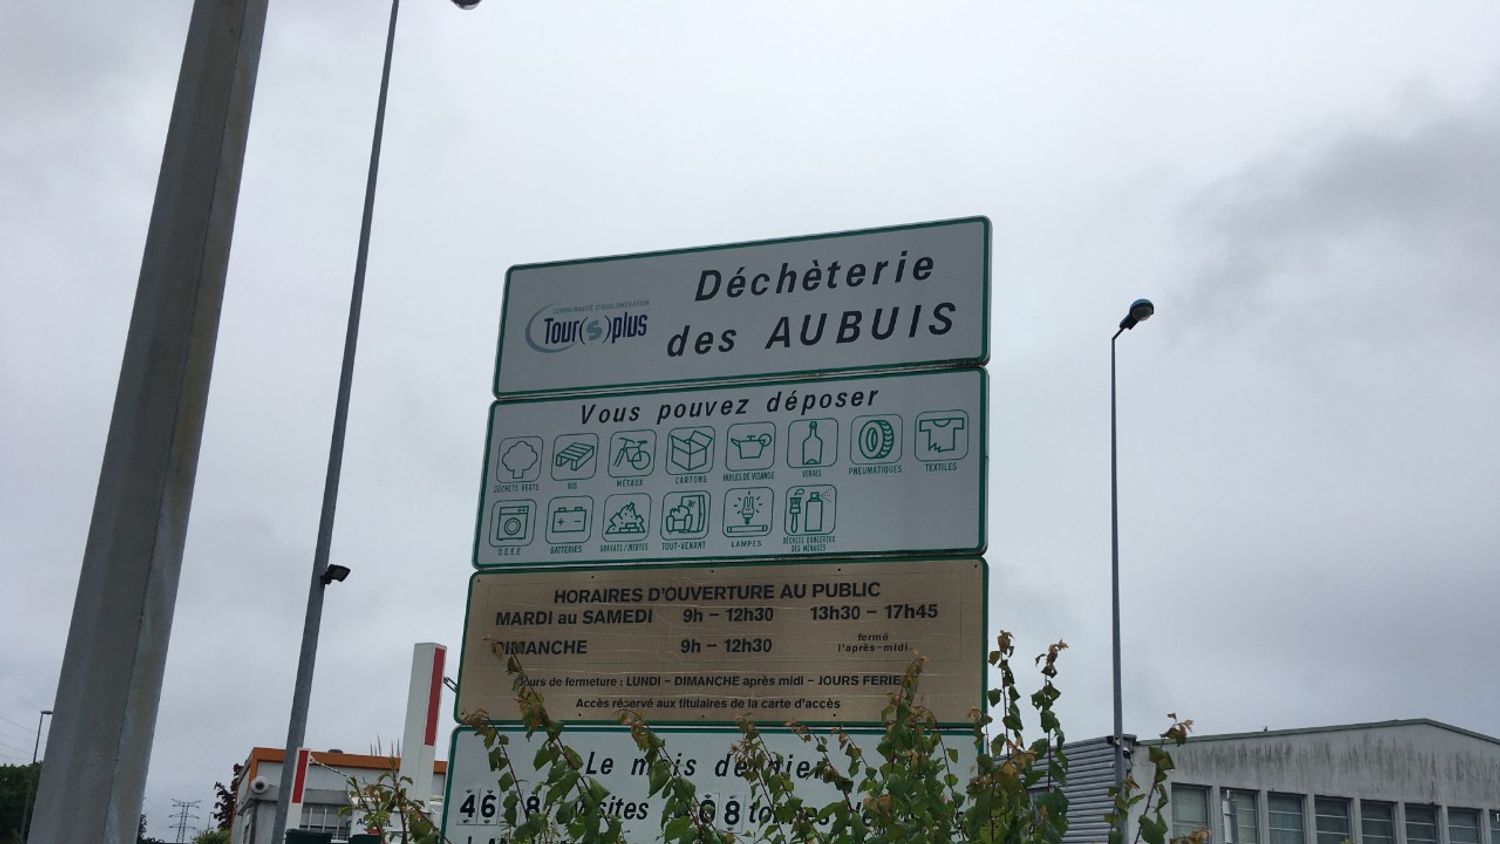 COMMUNAUTÉ D'AGGLOMÉRATION
Tour(s)plus
Déchèterie
des AUBUIS
Vous pouvez déposer
DÉCHETS VERTS BOIS MÉTAUX CARTONS HUILES DE VIDANGE VERRES PNEUMATIQUES TEXTILES
D.E.E.E BATTERIES GRAVATS/INERTES TOUT-VENANT LAMPES DÉCHETS DANGEREUX
DES MÉNAGES
HORAIRES D'OUVERTURE AU PUBLIC
MARDI au SAMEDI 9h – 12h30 13h30 – 17h45
DIMANCHE 9h – 12h30 fermé
l'après-midi
Jours de fermeture : LUNDI – DIMANCHE après midi – JOURS FERIE
Accès réservé aux titulaires de la carte d'accès
Le mois dernier
visites tonnes